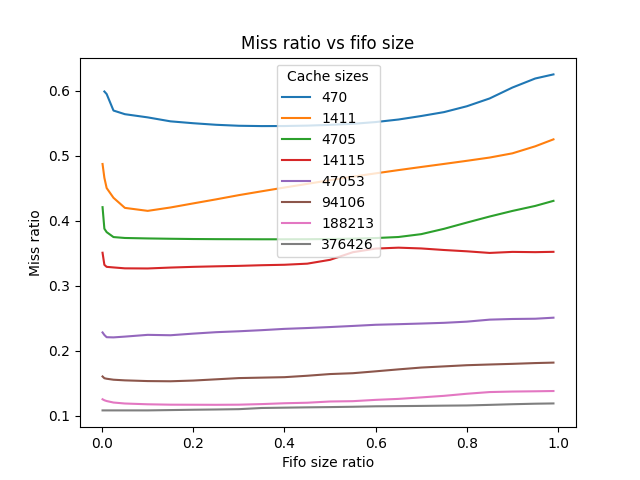 Miss ratio vs fifo size
Cache sizes
470
1411
4705
14115
47053
94106
188213
376426
Miss ratio
0.6
0.5
0.4
0.3
0.2
0.1
0.0 0.2 0.4 0.6 0.8 1.0
Fifo size ratio